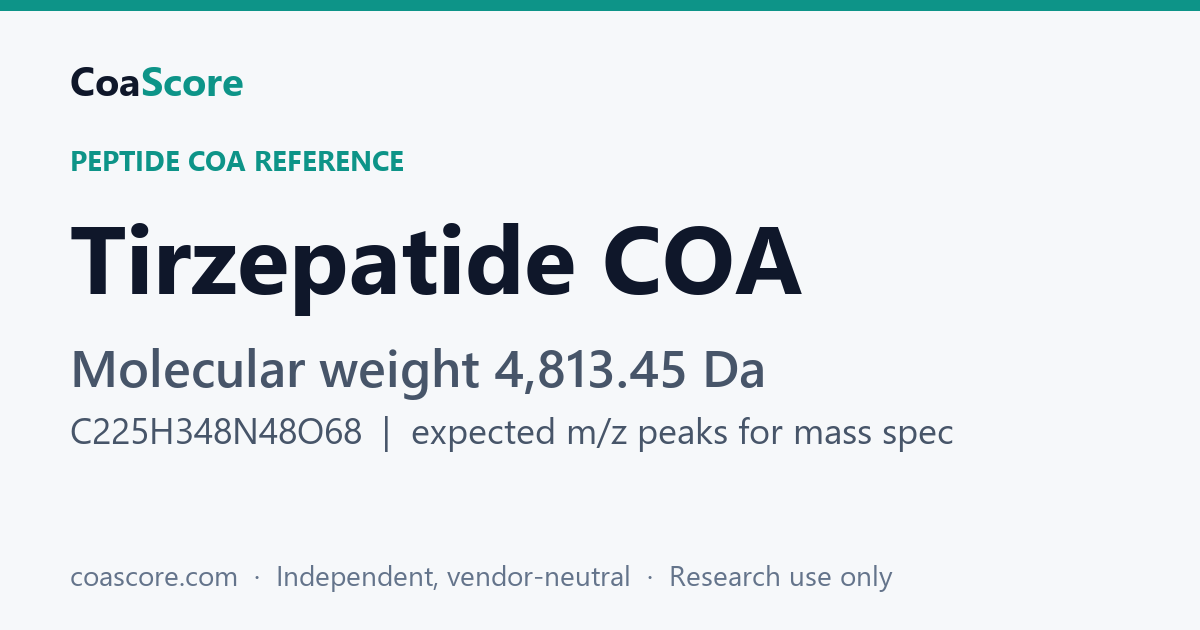 CoaScore
PEPTIDE COA REFERENCE
Tirzepatide COA
Molecular weight 4,813.45 Da
C225H348N48O68 | expected m/z peaks for mass spec
coascore.com · Independent, vendor-neutral · Research use only